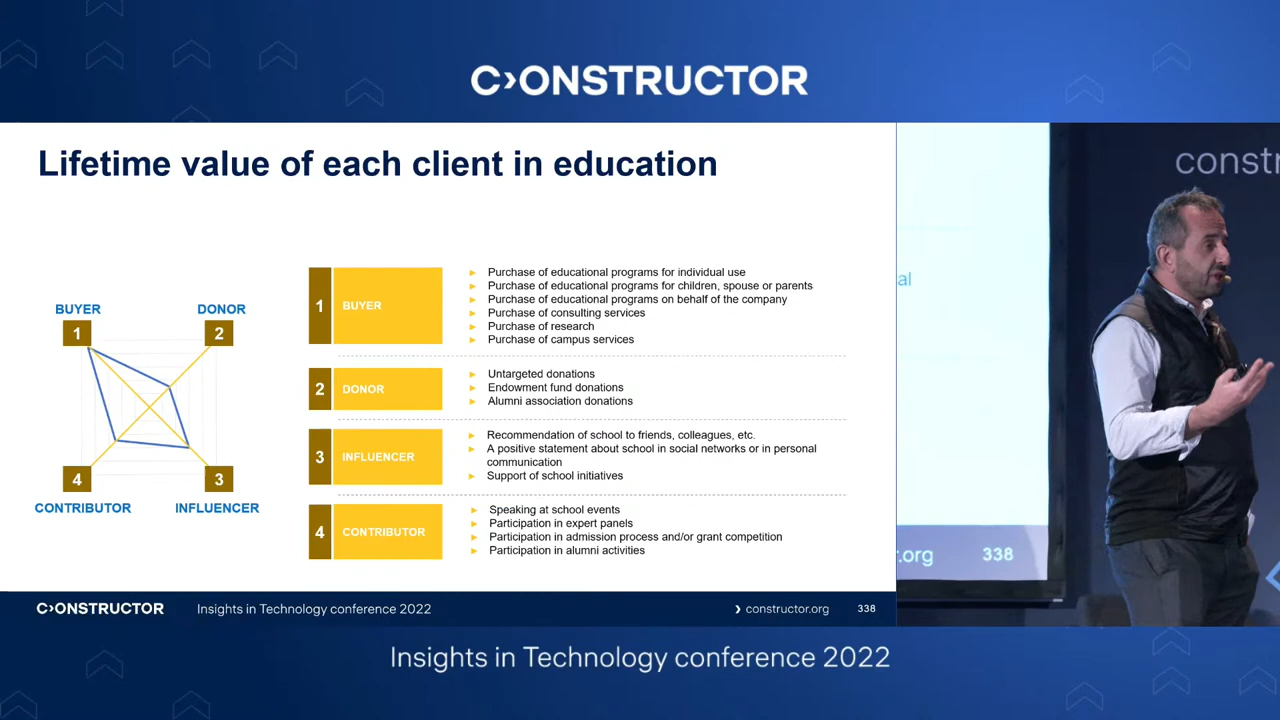 C›ONSTRUCTOR
Lifetime value of each client in education
BUYER
DONOR
1
2
4
3
CONTRIBUTOR
INFLUENCER
1
BUYER
► Purchase of educational programs for individual use
► Purchase of educational programs for children, spouse or parents
► Purchase of educational programs on behalf of the company
► Purchase of consulting services
► Purchase of research
► Purchase of campus services
2
DONOR
► Untargeted donations
► Endowment fund donations
► Alumni association donations
3
INFLUENCER
► Recommendation of school to friends, colleagues, etc.
► A positive statement about school in social networks or in personal
communication
► Support of school initiatives
4
CONTRIBUTOR
► Speaking at school events
► Participation in expert panels
► Participation in admission process and/or grant competition
► Participation in alumni activities
C›ONSTRUCTOR
Insights in Technology conference 2022
› constructor.org
338
constr
al
r.org
338
Insights in Technology conference 2022